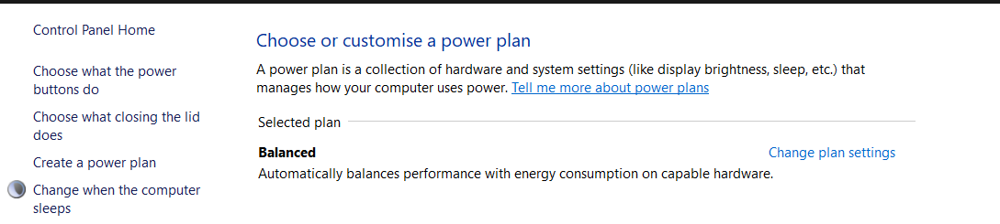 Control Panel Home
Choose what the power
buttons do
Choose what closing the lid
does
Create a power plan
Change when the computer
sleeps
Choose or customise a power plan
A power plan is a collection of hardware and system settings (like display brightness, sleep, etc.) that
manages how your computer uses power. Tell me more about power plans
Selected plan
Balanced Change plan settings
Automatically balances performance with energy consumption on capable hardware.